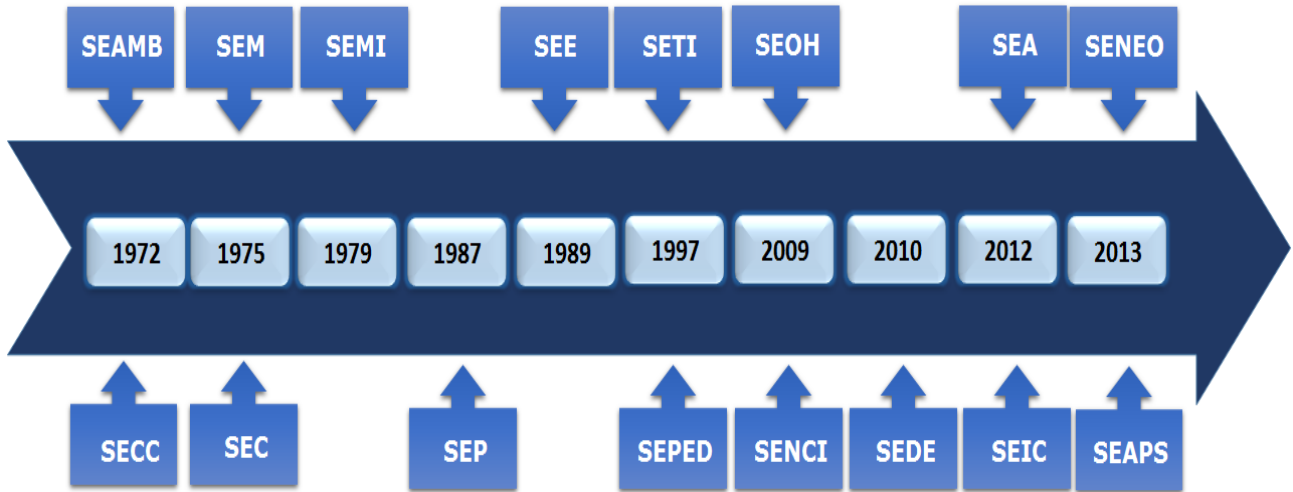 SEAMB
SEM
SEMI
SEE
SETI
SEOH
SEA
SENEO
1972
1975
1979
1987
1989
1997
2009
2010
2012
2013
SECC
SEC
SEP
SEPED
SENCI
SEDE
SEIC
SEAPS